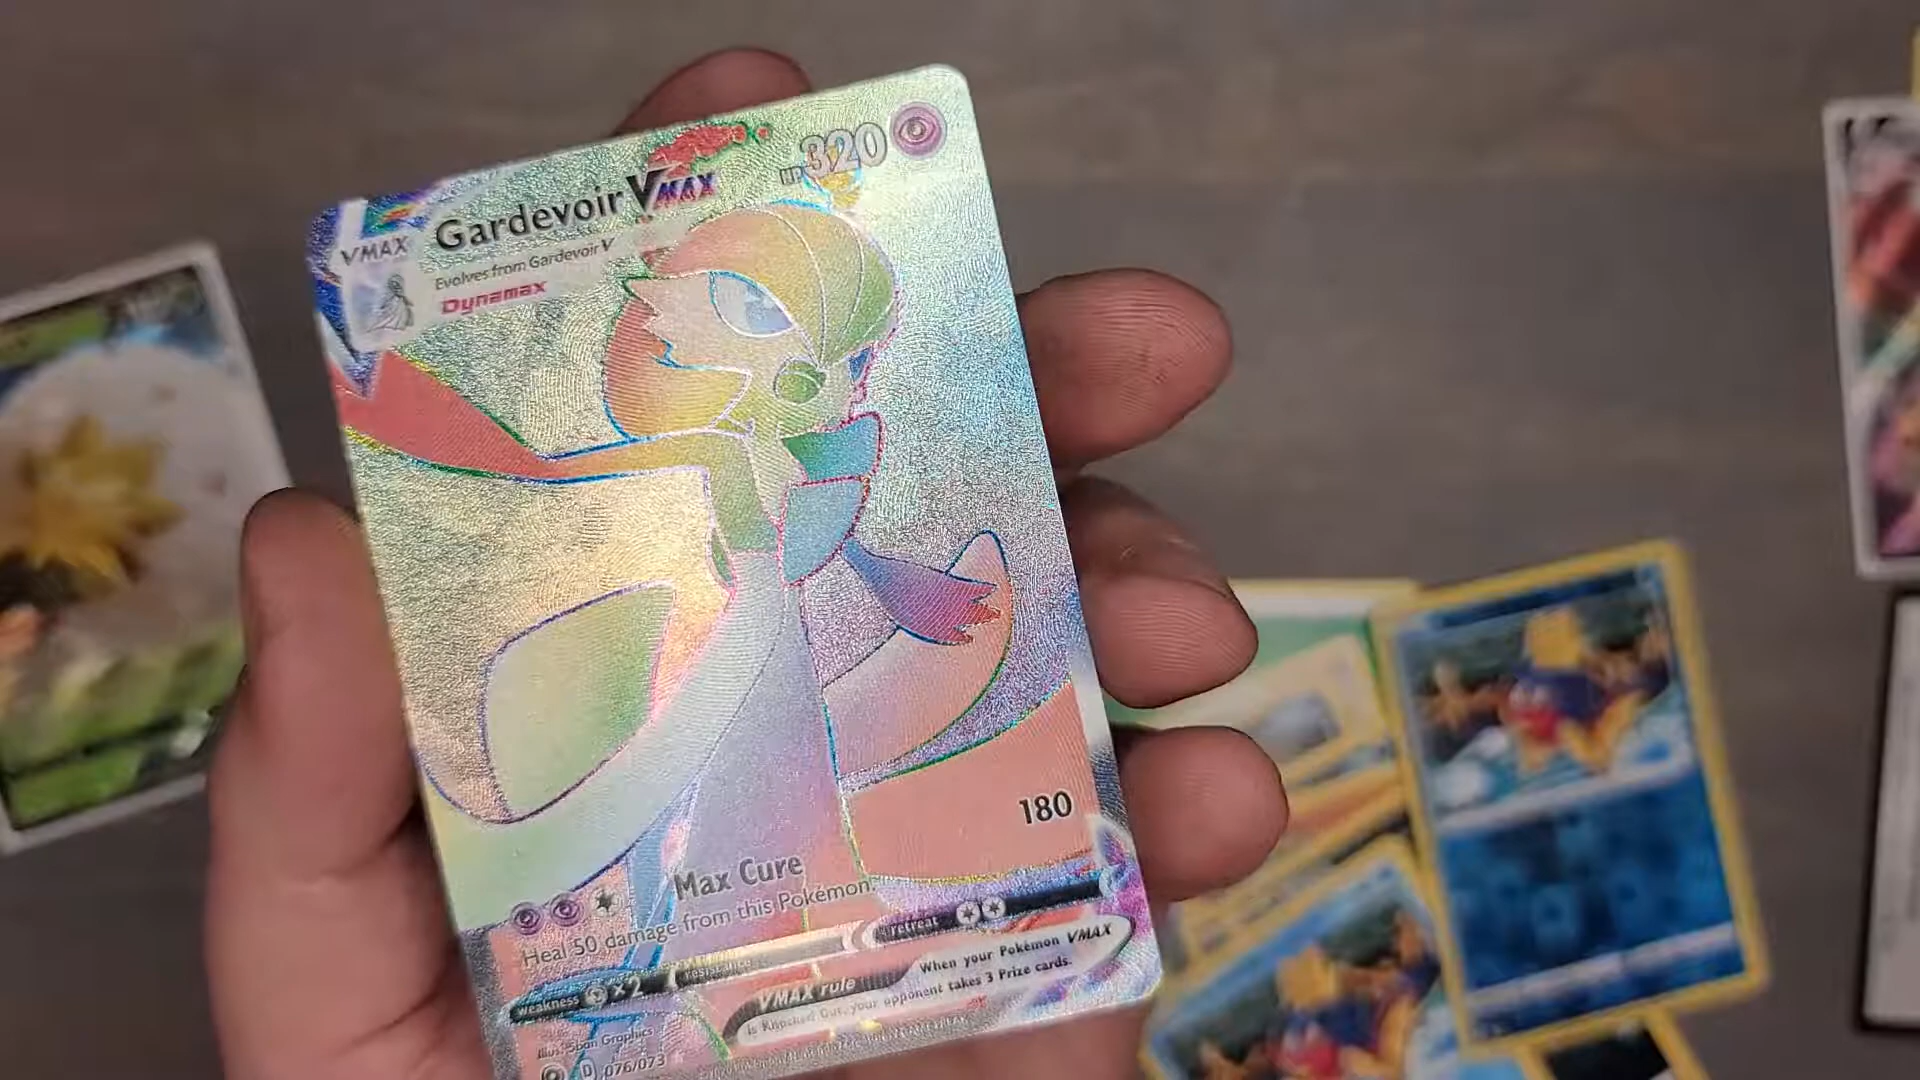 Gardevoir VMAX
HP 320
VMAX
Evolves from Gardevoir V
Dynamax
Max Cure
180
Heal 50 damage from this Pokémon.
weakness ×2
resistance
retreat
VMAX rule
When your Pokémon VMAX
is Knocked Out, your opponent takes 3 Prize cards.
Illus. 5ban Graphics
D 076/073